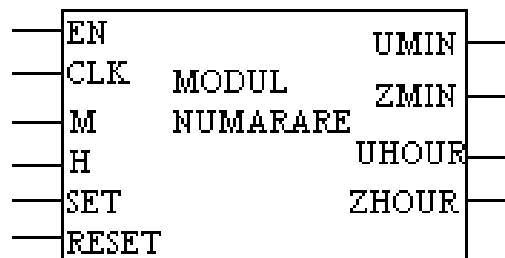 EN
UMIN
CLK
MODUL
ZMIN
M
NUMARARE
UHOUR
H
SET
ZHOUR
RESET